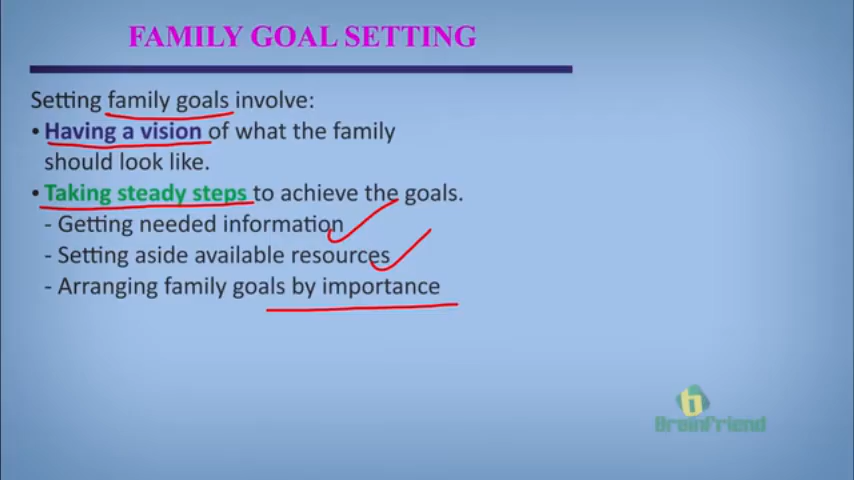 FAMILY GOAL SETTING
Setting family goals involve:
• Having a vision of what the family
should look like.
• Taking steady steps to achieve the goals.
- Getting needed information
- Setting aside available resources
- Arranging family goals by importance
b
Brainfriend